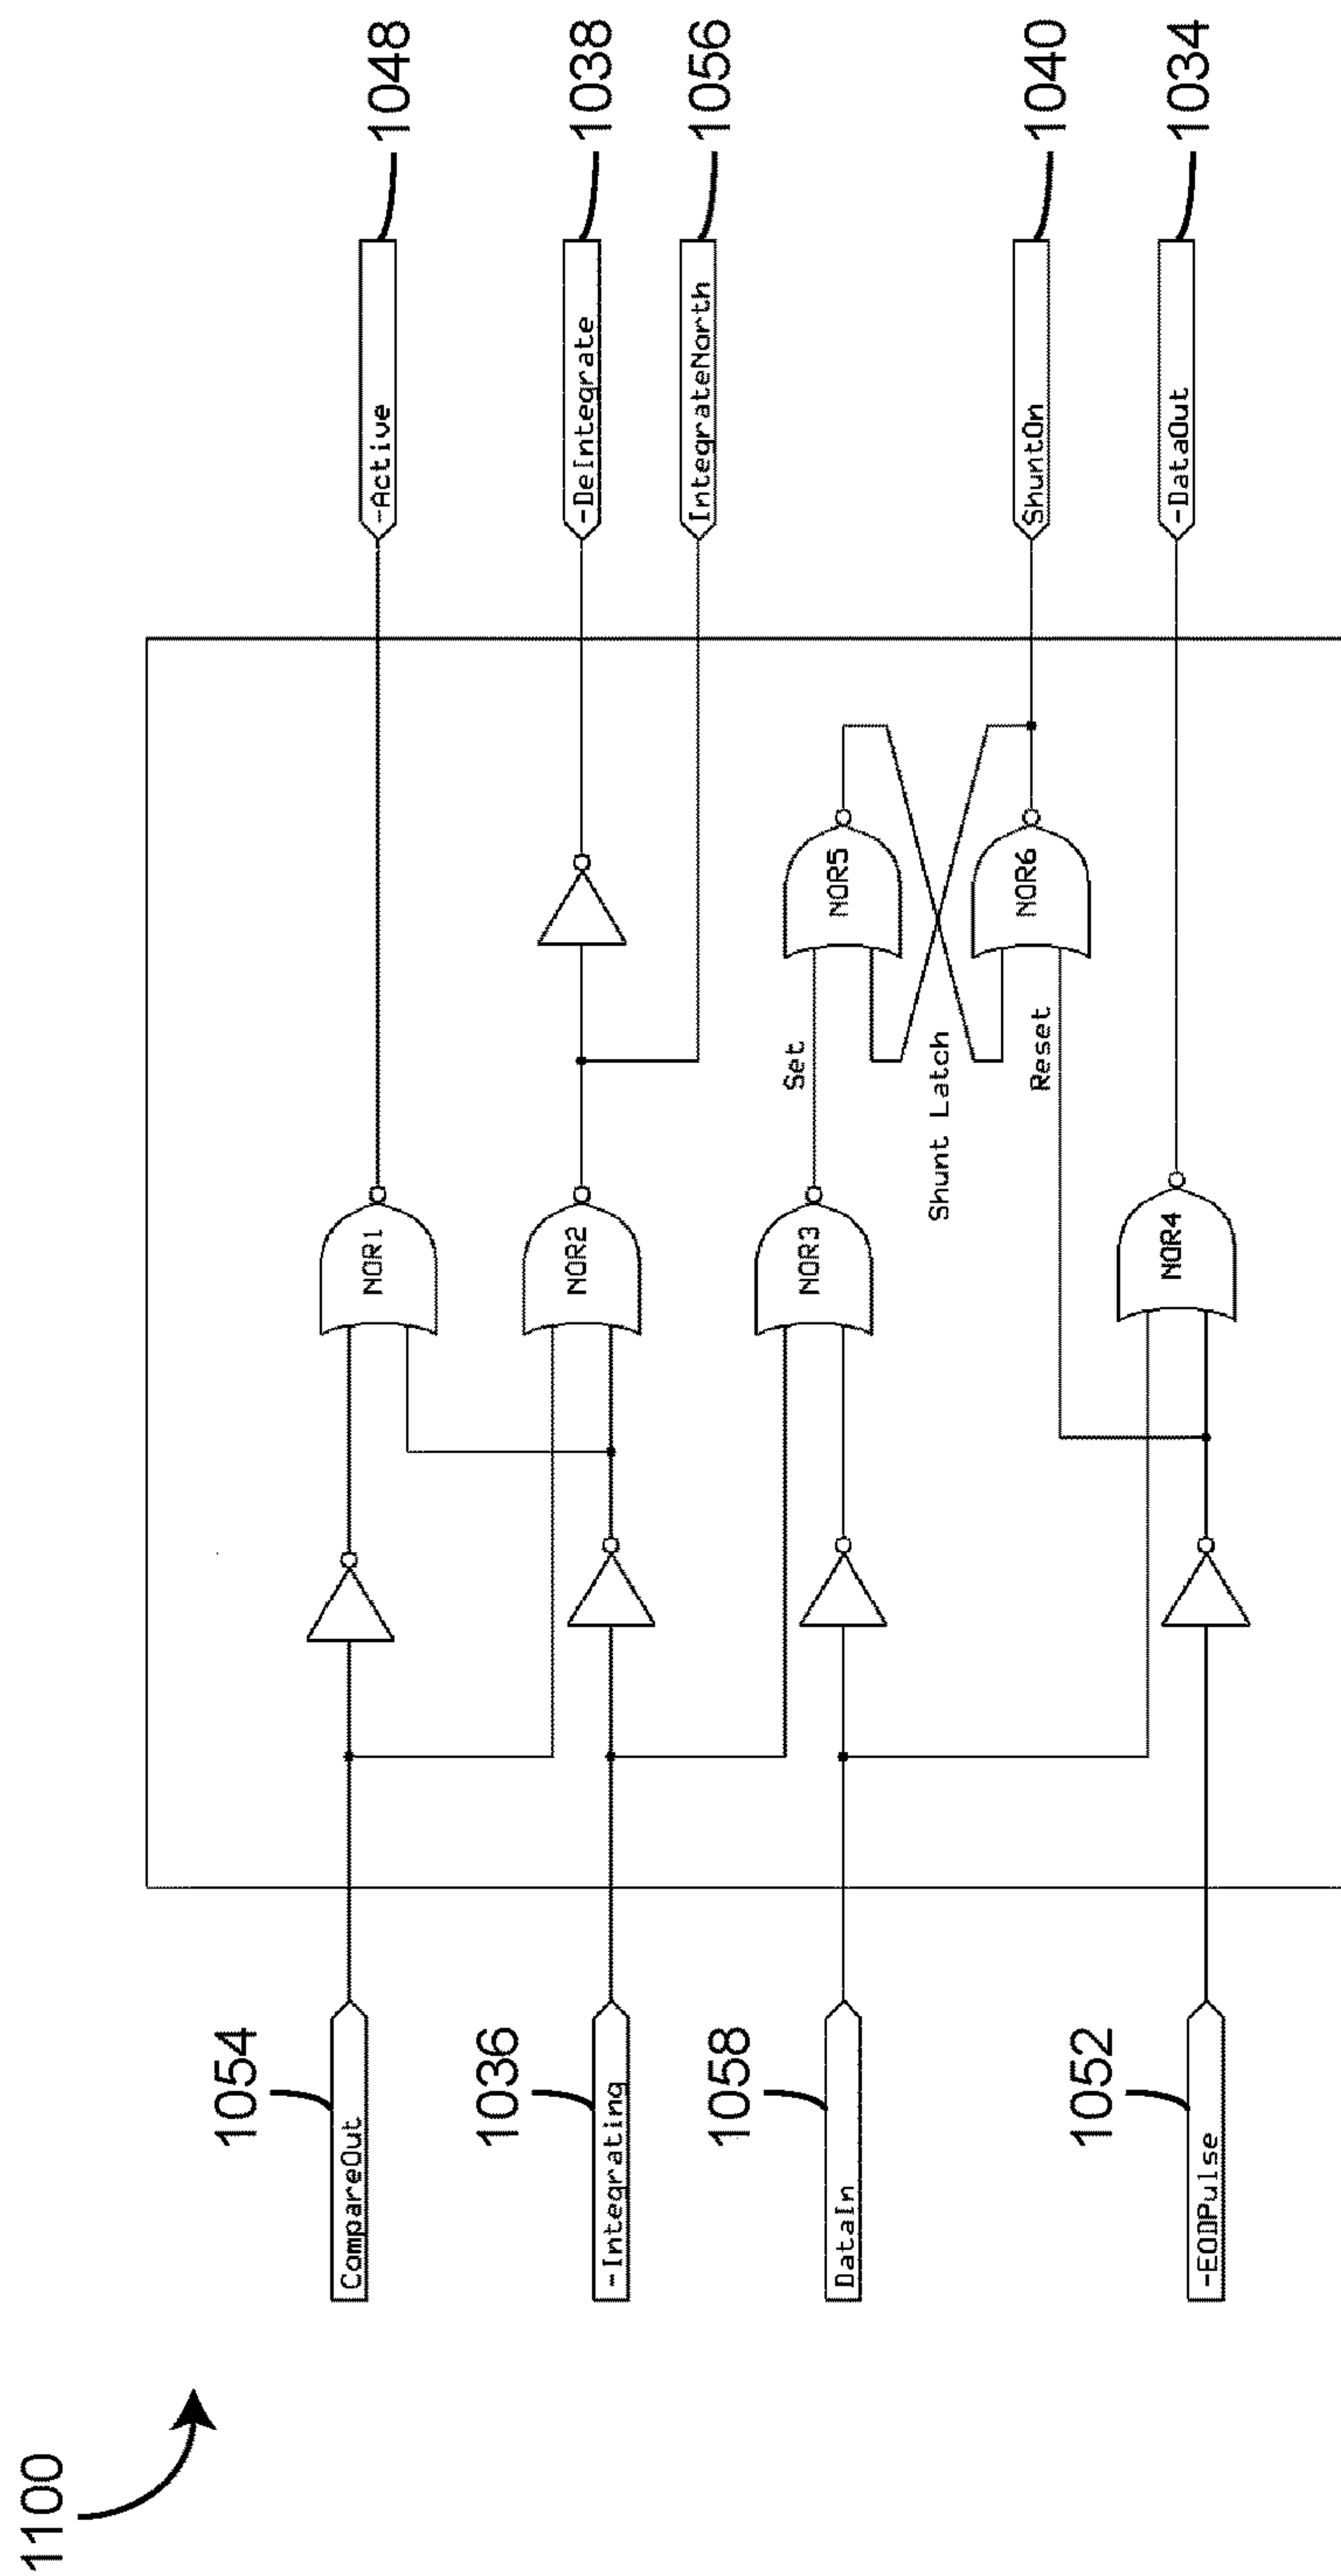 1100
1054
CompareOut
1036
-Integrating
1058
DataIn
1052
-EODPulse
NOR1
NOR2
NOR3
NOR4
Set
Shunt Latch
Reset
NOR5
NOR6
-Active
1048
-DeIntegrate
1038
IntegrateNorth
1056
ShuntOn
1040
-DataOut
1034